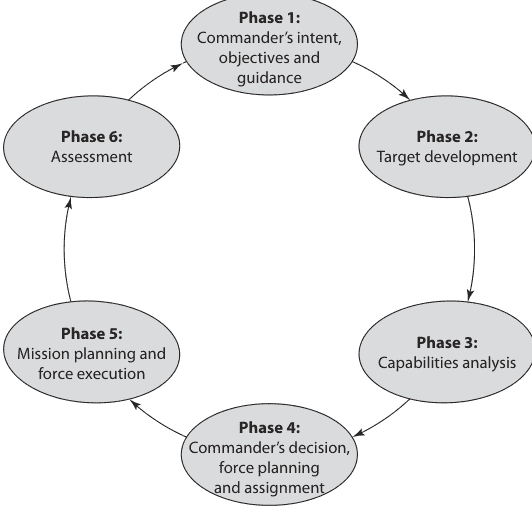 Phase 1:
Commander’s intent,
objectives and
guidance
Phase 2:
Target development
Phase 3:
Capabilities analysis
Phase 4:
Commander’s decision,
force planning
and assignment
Phase 5:
Mission planning and
force execution
Phase 6:
Assessment